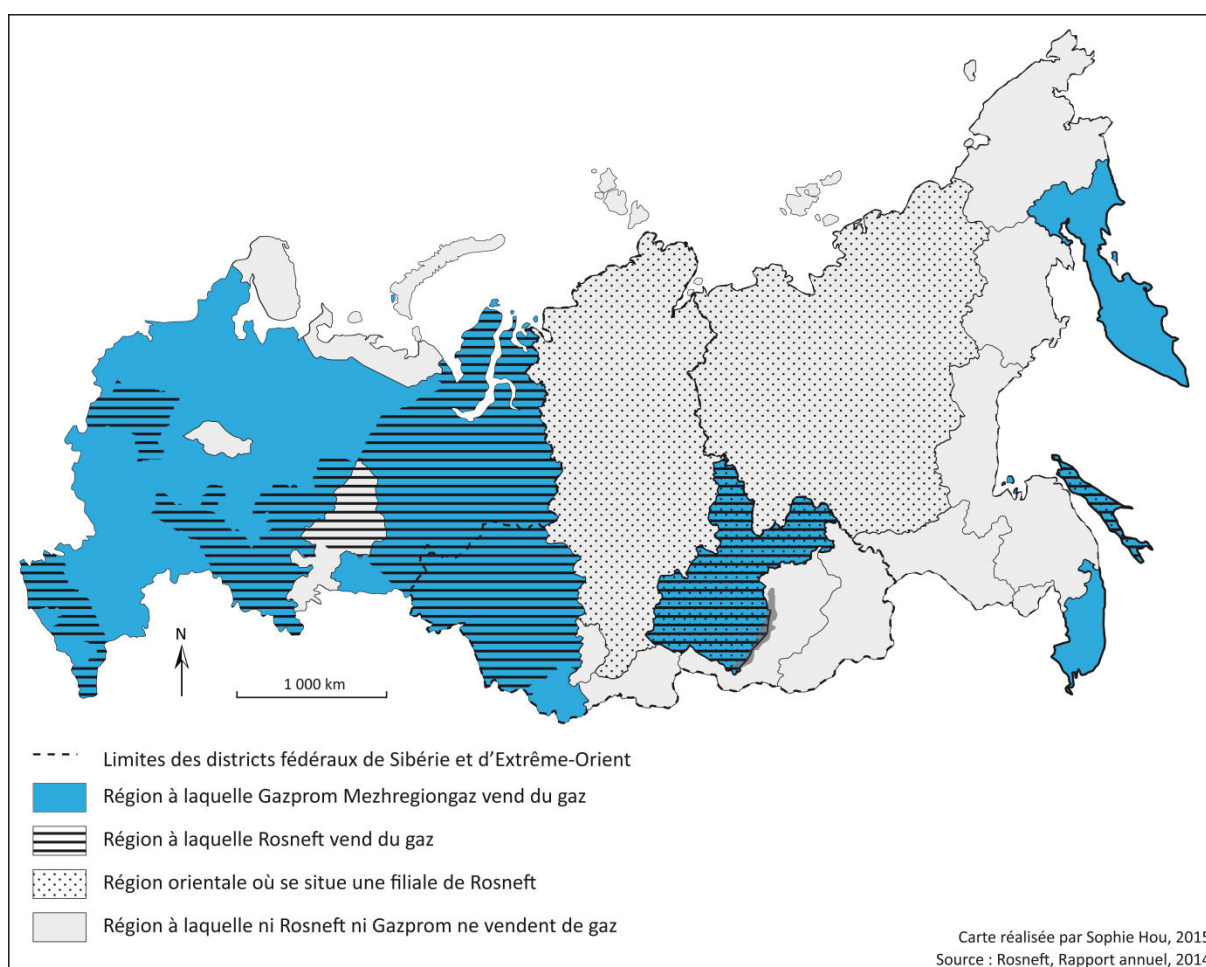 N
1 000 km
Limites des districts fédéraux de Sibérie et d’Extrême-Orient
Région à laquelle Gazprom Mezhregiongaz vend du gaz
Région à laquelle Rosneft vend du gaz
Région orientale où se situe une filiale de Rosneft
Région à laquelle ni Rosneft ni Gazprom ne vendent de gaz
Carte réalisée par Sophie Hou, 2015
Source : Rosneft, Rapport annuel, 2014